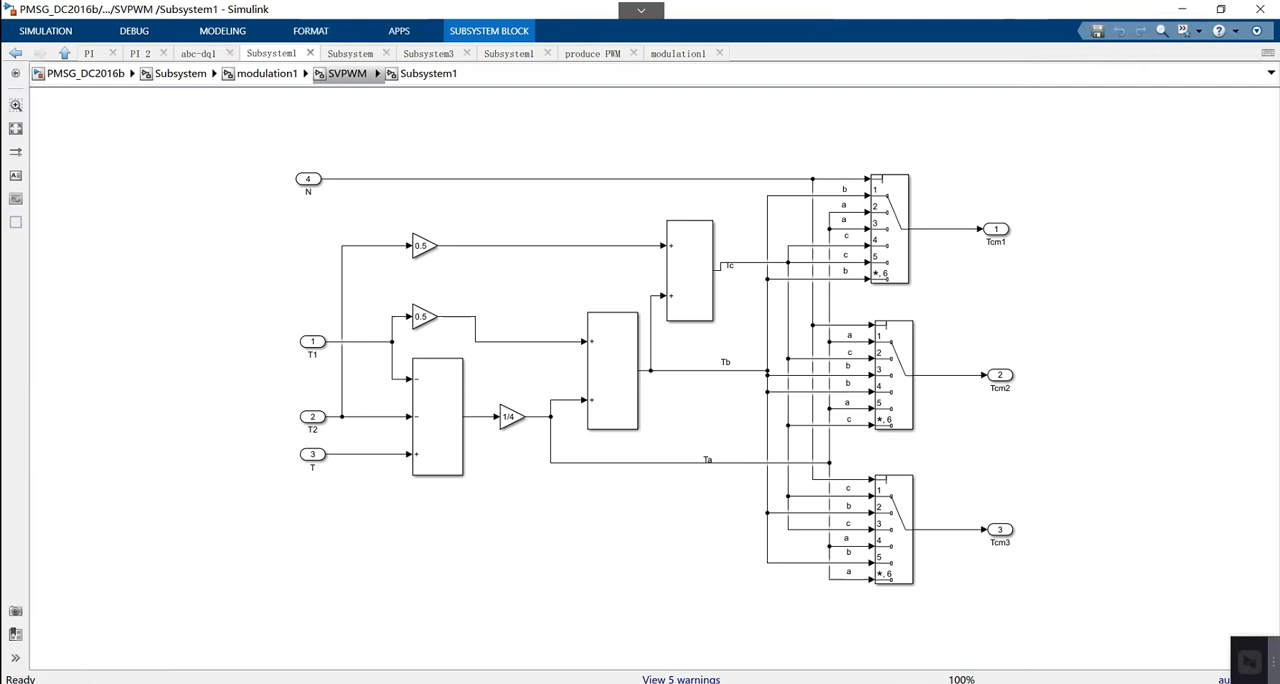 PMSG_DC2016b/.../SVPWM /Subsystem1 - Simulink
SIMULATION DEBUG MODELING FORMAT APPS SUBSYSTEM BLOCK
PI PI 2 abc-dq1 Subsystem1 Subsystem Subsystem3 Subsystem1 produce PWM modulation1
PMSG_DC2016b Subsystem modulation1 SVPWM Subsystem1
4
N
0.5
0.5
1
T1
2
T2
3
T
- - +
1/4
+ +
+ +
Tc
Tb
Ta
b 1
a 2
a 3
c 4
c 5
b *, 6
1
Tcm1
a 1
c 2
b 3
b 4
a 5
c *, 6
2
Tcm2
c 1
b 2
c 3
a 4
b 5
a *, 6
3
Tcm3
Ready View 5 warnings 100% au